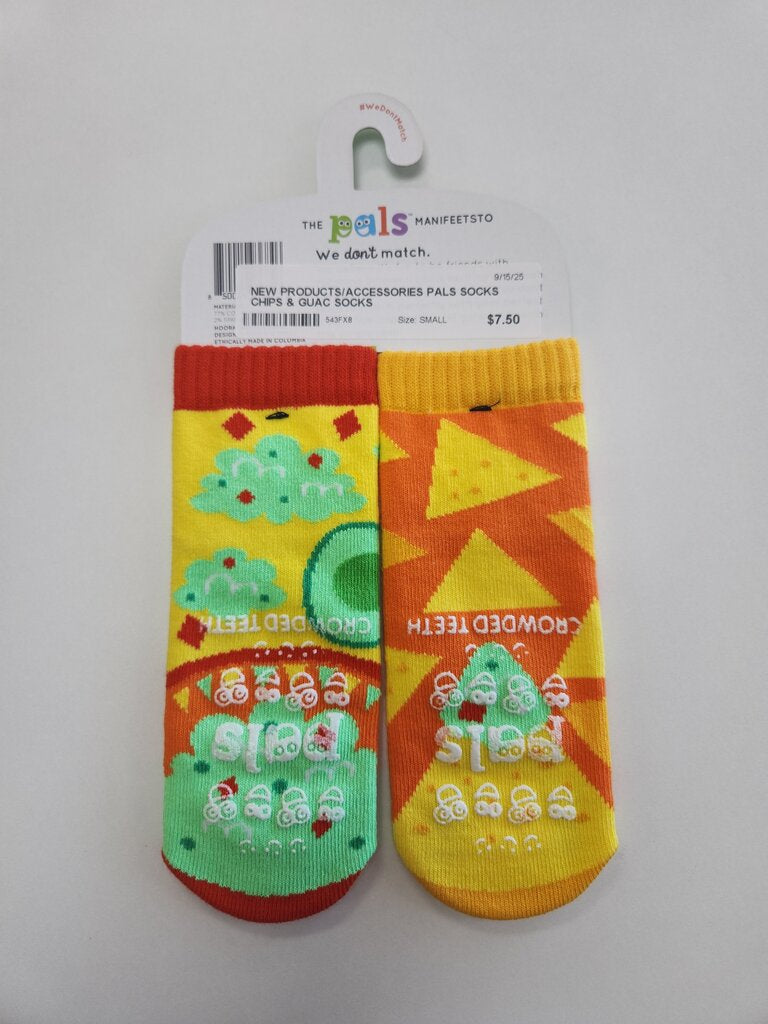 #WeDontMatch
THE pals™ MANIFEETSTO
We don't match.
9/15/25
NEW PRODUCTS/ACCESSORIES PALS SOCKS
CHIPS & GUAC SOCKS
543FX8 Size: SMALL $7.50
ETHICALLY MADE IN COLOMBIA
CROWDED TEETH CROWDED TEETH
pals pals